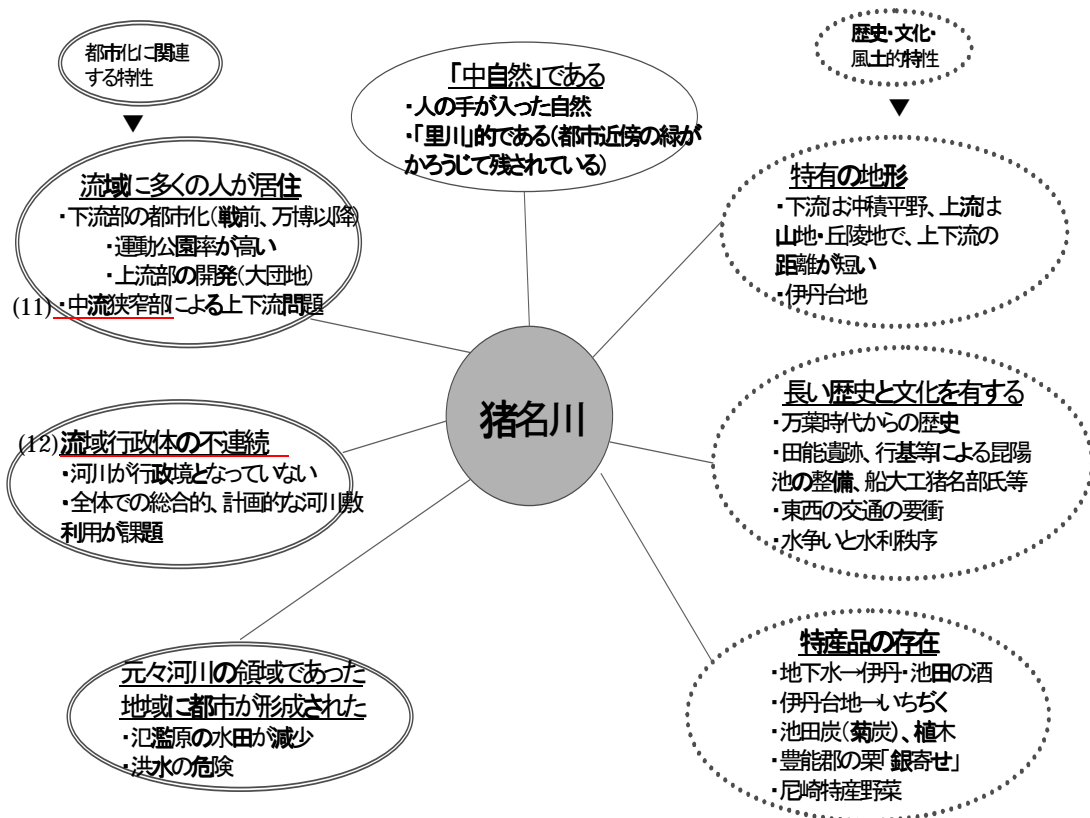 都市化に関連
する特性
▼
歴史・文化・
風土的特性
▼
「中自然」である
・人の手が入った自然
・「里川」的である(都市近傍の緑が
かろうじて残されている)
流域に多くの人が居住
・下流部の都市化(戦前、万博以降)
・運動公園率が高い
・上流部の開発(大団地)
(11)・中流狭窄部による上下流問題
特有の地形
・下流は沖積平野、上流は
山地・丘陵地で、上下流の
距離が短い
・伊丹台地
猪名川
(12)流域行政体の不連続
・河川が行政境となっていない
・全体での総合的、計画的な河川敷
利用が課題
長い歴史と文化を有する
・万葉時代からの歴史
・田能遺跡、行基等による昆陽
池の整備、船大工猪名部氏等
・東西の交通の要衝
・水争いと水利秩序
元々河川の領域であった
地域に都市が形成された
・氾濫原の水田が減少
・洪水の危険
特産品の存在
・地下水→伊丹・池田の酒
・伊丹台地→いちぢく
・池田炭(菊炭)、植木
・豊能郡の栗「銀寄せ」
・尼崎特産野菜